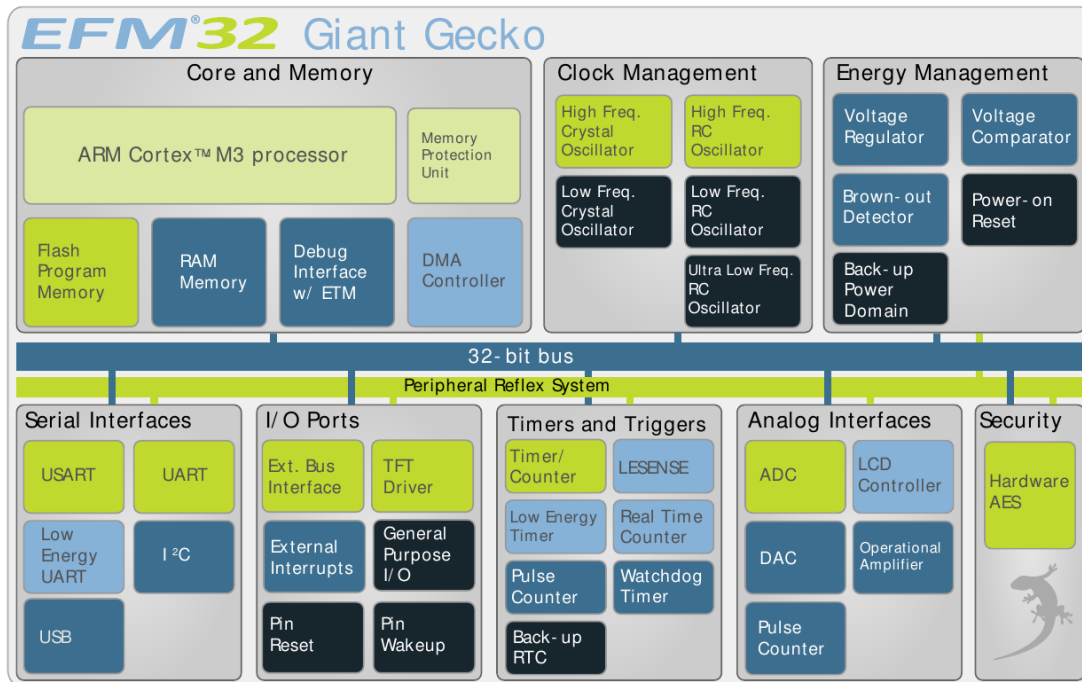 EFM®32 Giant Gecko
Core and Memory
ARM Cortex™ M3 processor
Memory
Protection
Unit
Flash
Program
Memory
RAM
Memory
Debug
Interface
w/ ETM
DMA
Controller
Clock Management
High Freq.
Crystal
Oscillator
High Freq.
RC
Oscillator
Low Freq.
Crystal
Oscillator
Low Freq.
RC
Oscillator
Ultra Low Freq.
RC
Oscillator
Energy Management
Voltage
Regulator
Voltage
Comparator
Brown-out
Detector
Power-on
Reset
Back-up
Power
Domain
32-bit bus
Peripheral Reflex System
Serial Interfaces
USART
UART
Low
Energy
UART
I²C
USB
I/O Ports
Ext. Bus
Interface
TFT
Driver
External
Interrupts
General
Purpose
I/O
Pin
Reset
Pin
Wakeup
Timers and Triggers
Timer/
Counter
LESENSE
Low Energy
Timer
Real Time
Counter
Pulse
Counter
Watchdog
Timer
Back-up
RTC
Analog Interfaces
ADC
LCD
Controller
DAC
Operational
Amplifier
Pulse
Counter
Security
Hardware
AES